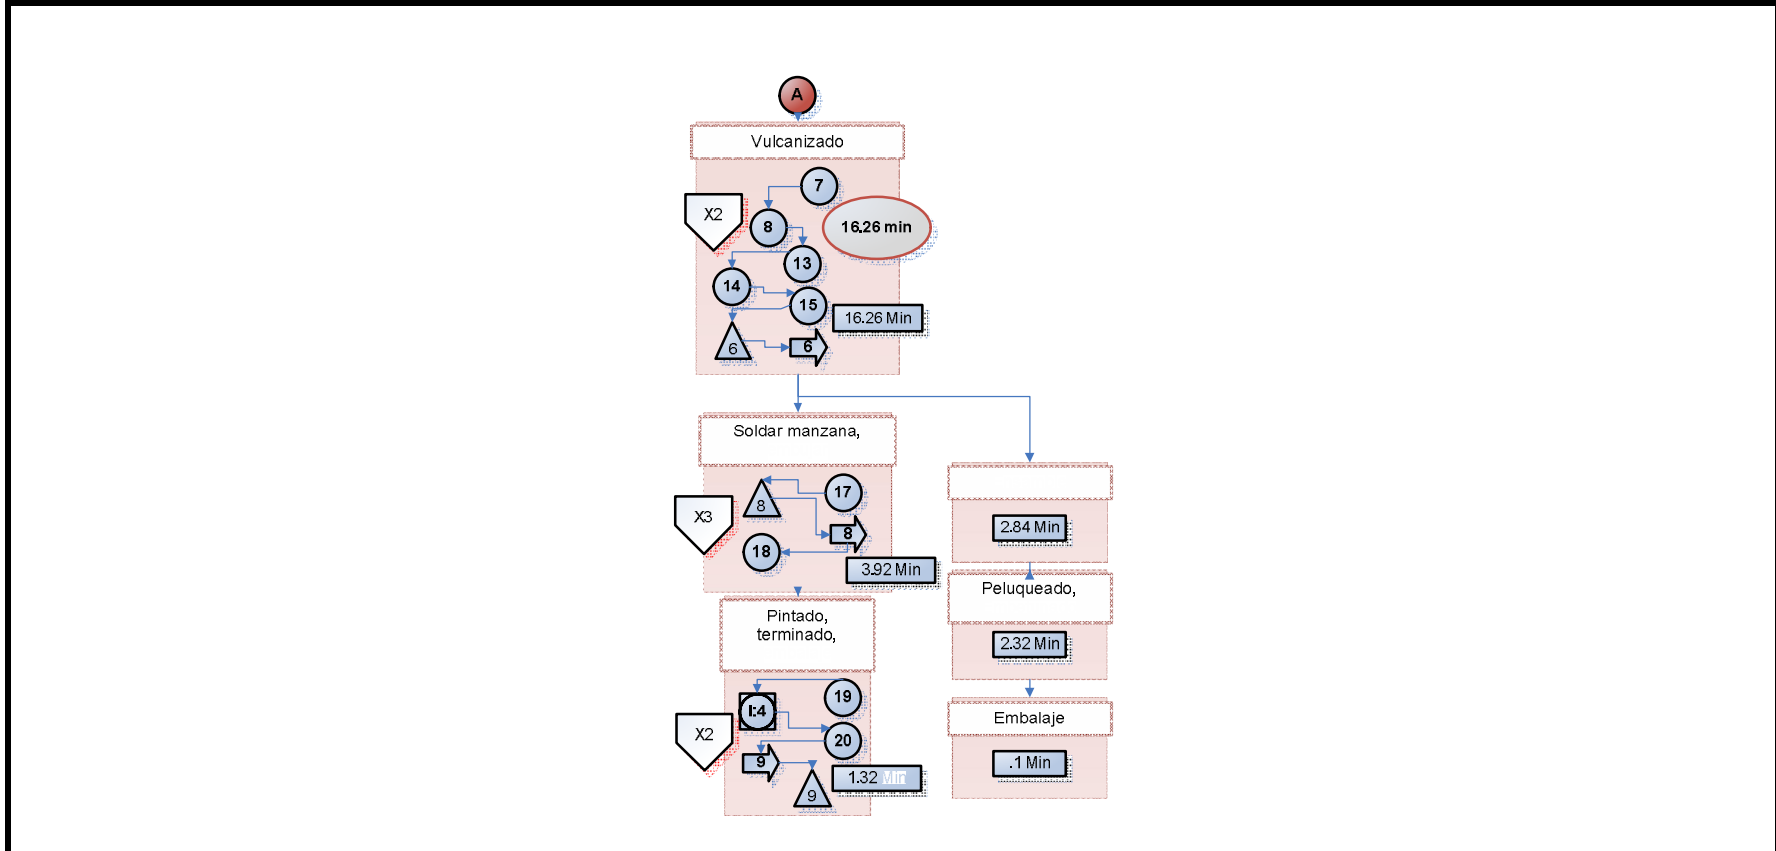 A
Vulcanizado
7
X2
8
16.26 min
13
14
15
16.26 Min
6
6
Soldar manzana,
17
8
X3
8
18
3.92 Min
Pintado,
terminado,
19
I:4
X2
20
9
1.32 Min
9
2.84 Min
Peluqueado,
2.32 Min
Embalaje
.1 Min